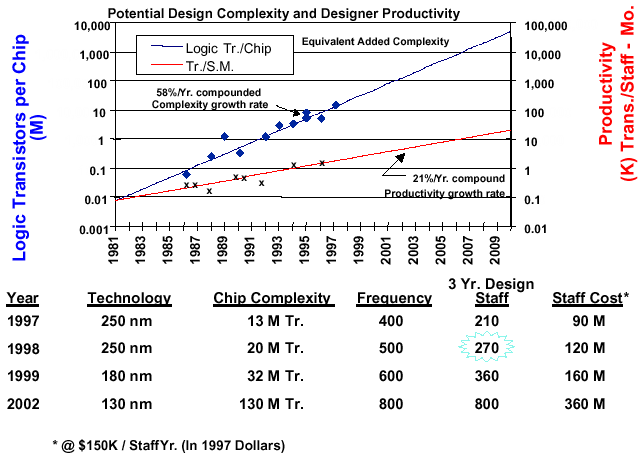 Potential Design Complexity and Designer Productivity
Logic Transistors per Chip
(M)
Productivity
(K) Trans./Staff - Mo.
10,000
1,000
100
10
1
0.1
0.01
0.001
100,000
10,000
1,000
100
10
1
0.1
0.01
Logic Tr./Chip
Tr./S.M.
Equivalent Added Complexity
58%/Yr. compounded
Complexity growth rate
21%/Yr. compound
Productivity growth rate
x x x x x x x x
1981 1983 1985 1987 1989 1991 1993 1995 1997 1999 2001 2003 2005 2007 2009
3 Yr. Design
Year Technology Chip Complexity Frequency Staff Staff Cost*
1997 250 nm 13 M Tr. 400 210 90 M
1998 250 nm 20 M Tr. 500 270 120 M
1999 180 nm 32 M Tr. 600 360 160 M
2002 130 nm 130 M Tr. 800 800 360 M
* @ $150K / StaffYr. (In 1997 Dollars)